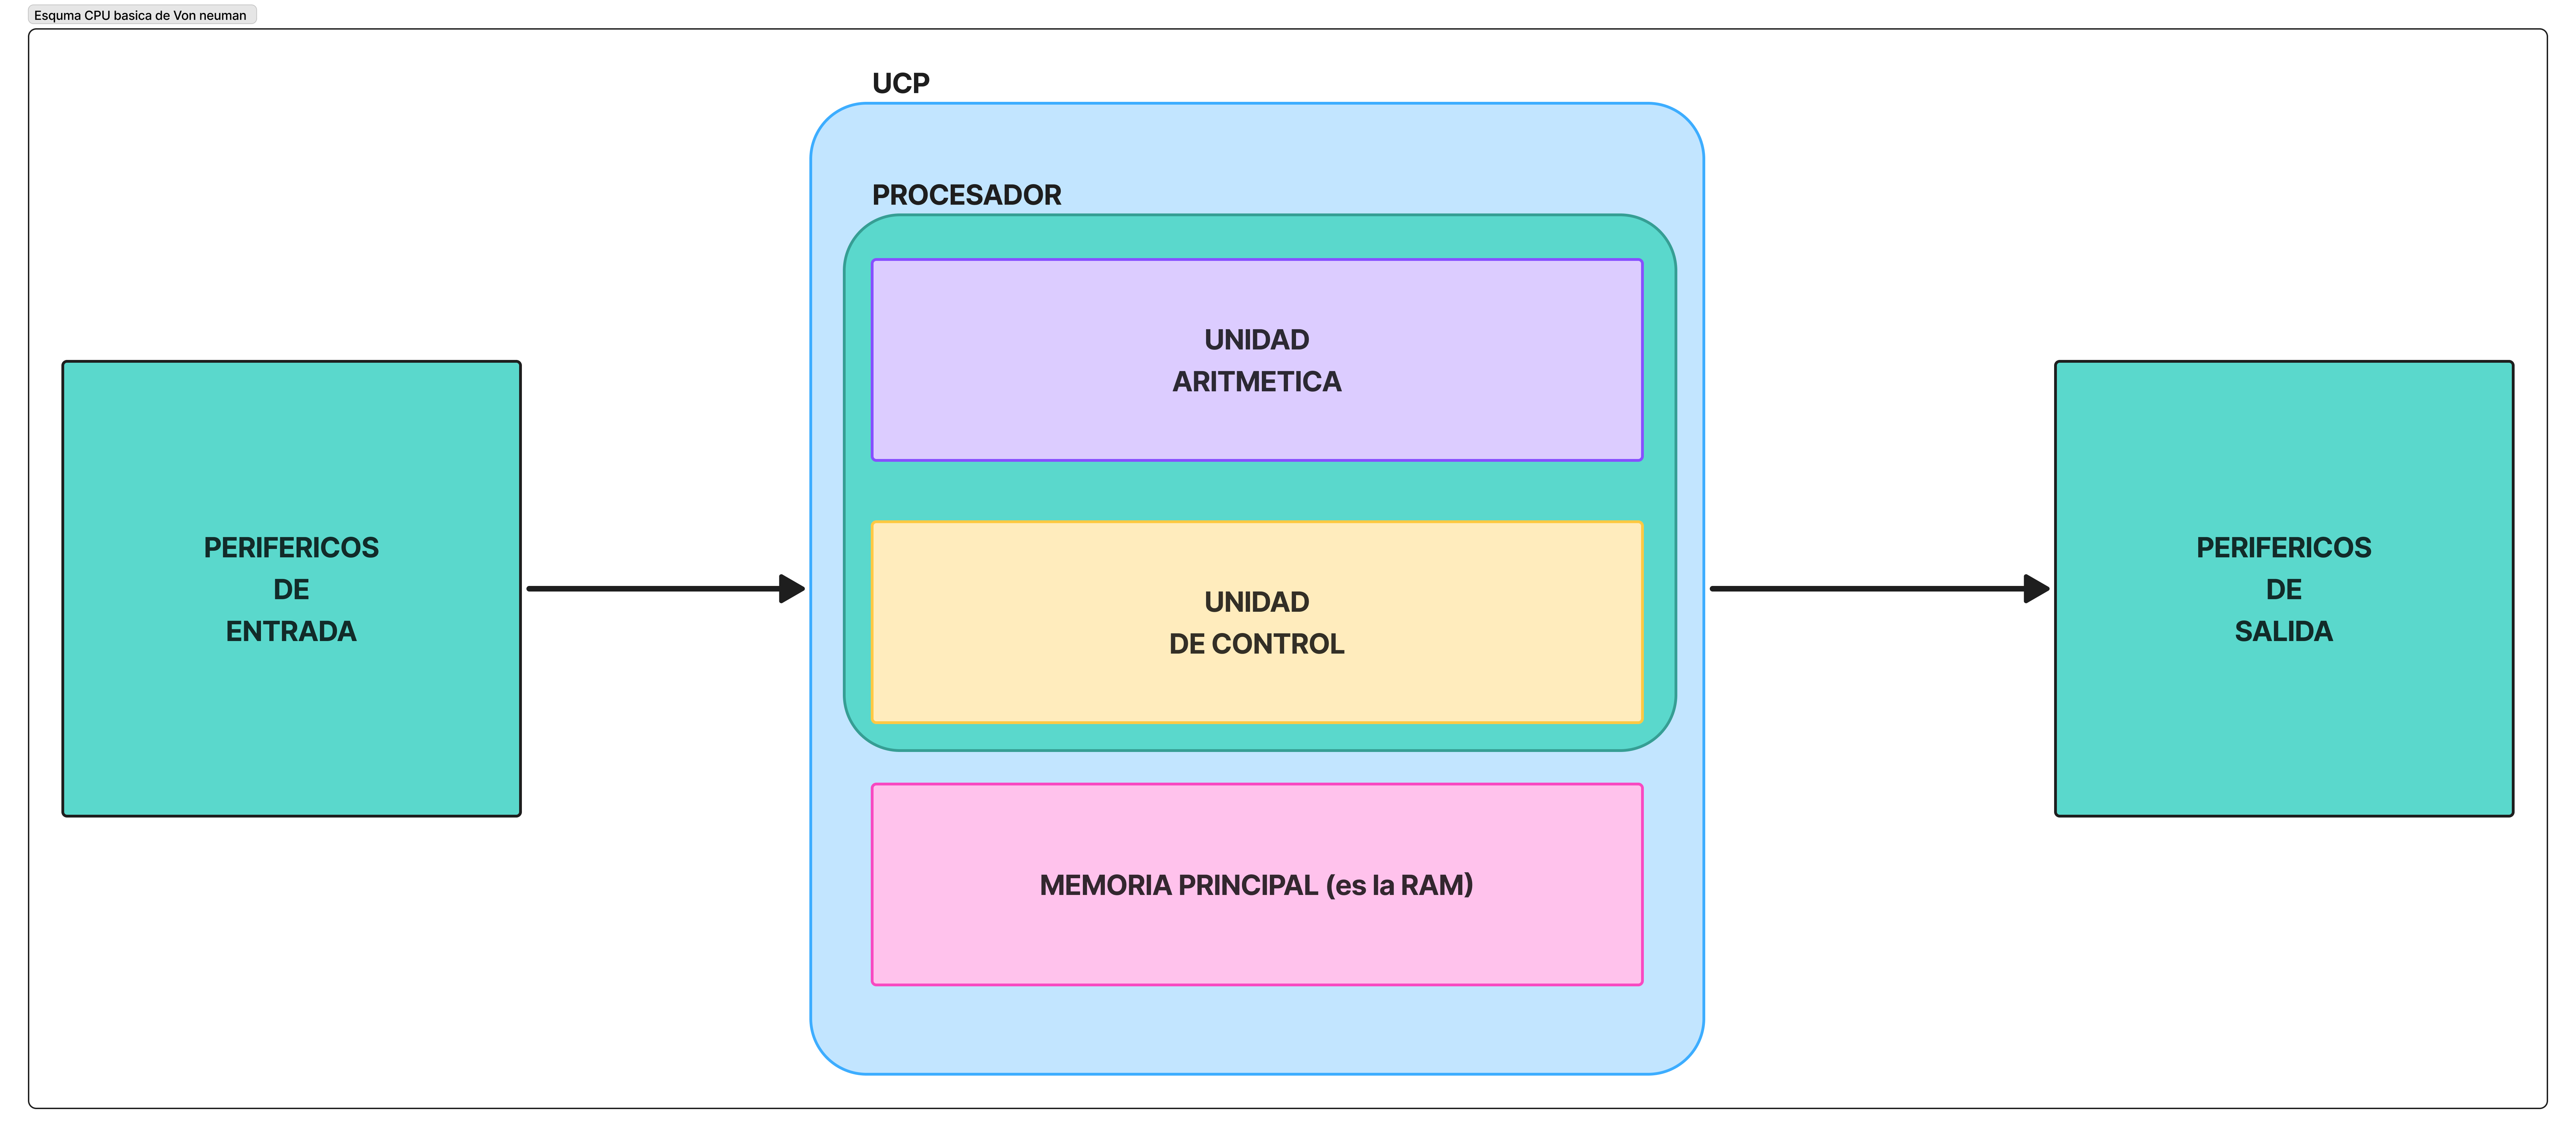 Esquma CPU basica de Von neuman
UCP
PROCESADOR
UNIDAD
ARITMETICA
UNIDAD
DE CONTROL
MEMORIA PRINCIPAL (es la RAM)
PERIFERICOS
DE
ENTRADA
PERIFERICOS
DE
SALIDA